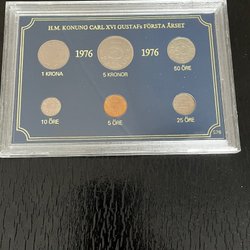 H.M. KONUNG CARL XVI GUSTAFs FÖRSTA ÅRSET
1976 1976
1 KRONA 5 KRONOR 50 ÖRE
10 ÖRE 5 ÖRE 25 ÖRE